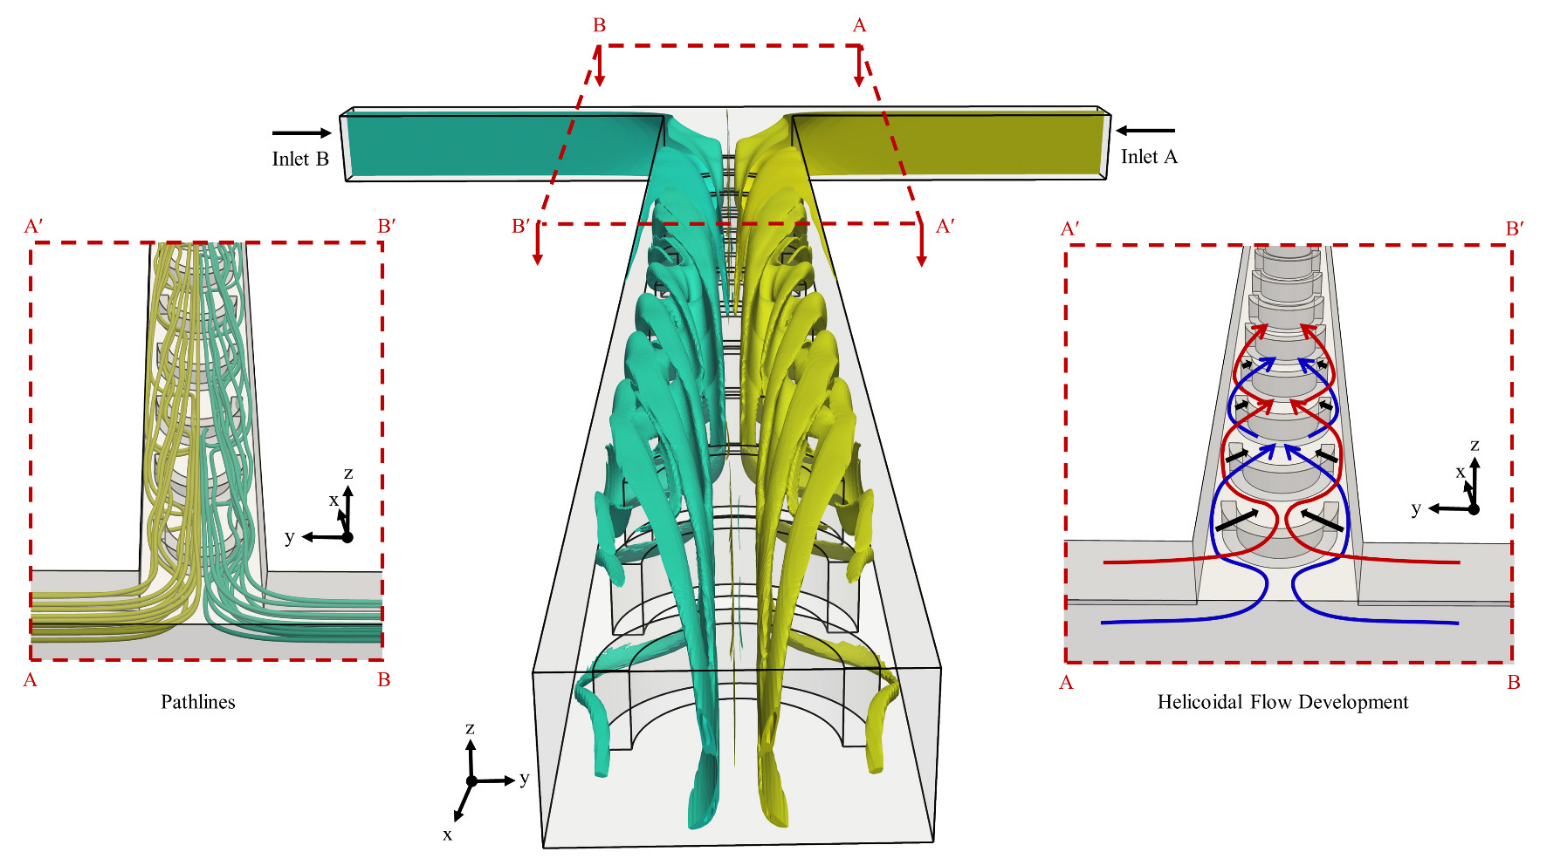 B
A
Inlet B
Inlet A
B′
A′
A′
B′
z
x
y
A
B
Pathlines
z
y
x
A′
B′
z
x
y
A
B
Helicoidal Flow Development